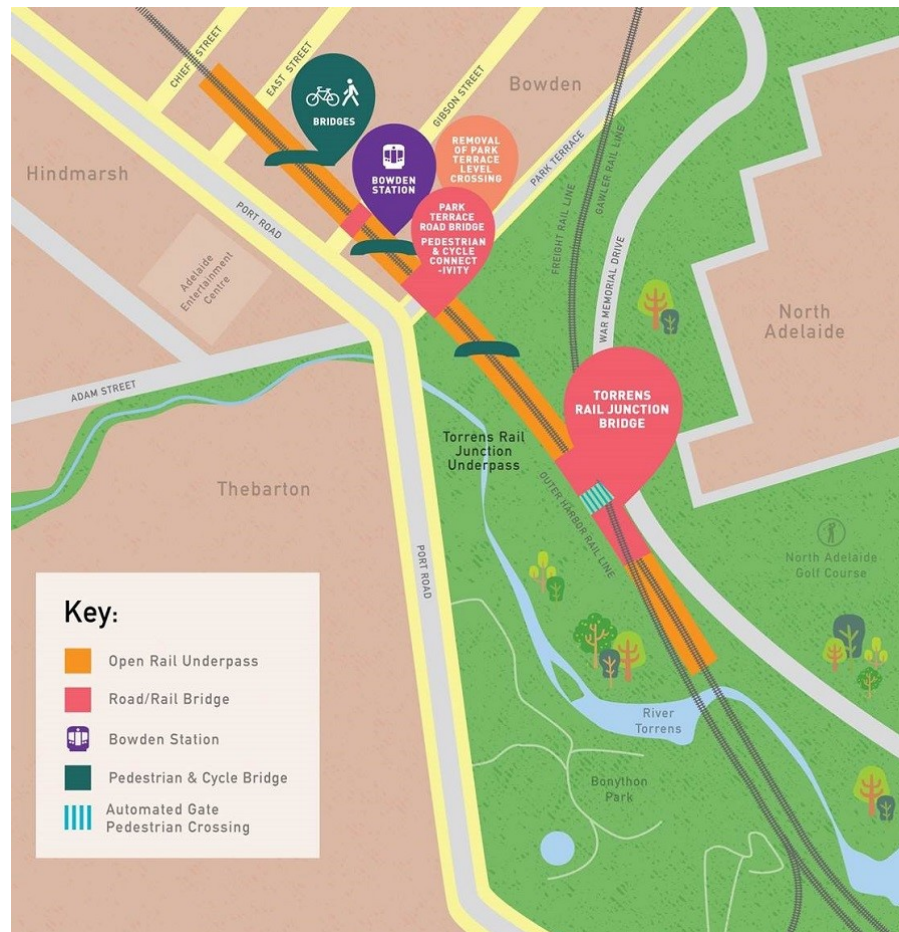 CHIEF STREET
EAST STREET
BRIDGES
GIBSON STREET
Bowden
BOWDEN
STATION
REMOVAL
OF PARK
TERRACE
LEVEL
CROSSING
PARK TERRACE
Hindmarsh
PORT ROAD
PARK
TERRACE
ROAD BRIDGE
PEDESTRIAN
& CYCLE
CONNECT
-IVITY
FREIGHT RAIL LINE
GAWLER RAIL LINE
WAR MEMORIAL DRIVE
Adelaide
Entertainment
Centre
North
Adelaide
ADAM STREET
TORRENS
RAIL JUNCTION
BRIDGE
Torrens Rail
Junction
Underpass
Thebarton
OUTER HARBOR RAIL LINE
PORT ROAD
North Adelaide
Golf Course
River
Torrens
Bonython
Park
Key:
Open Rail Underpass
Road/Rail Bridge
Bowden Station
Pedestrian & Cycle Bridge
Automated Gate
Pedestrian Crossing